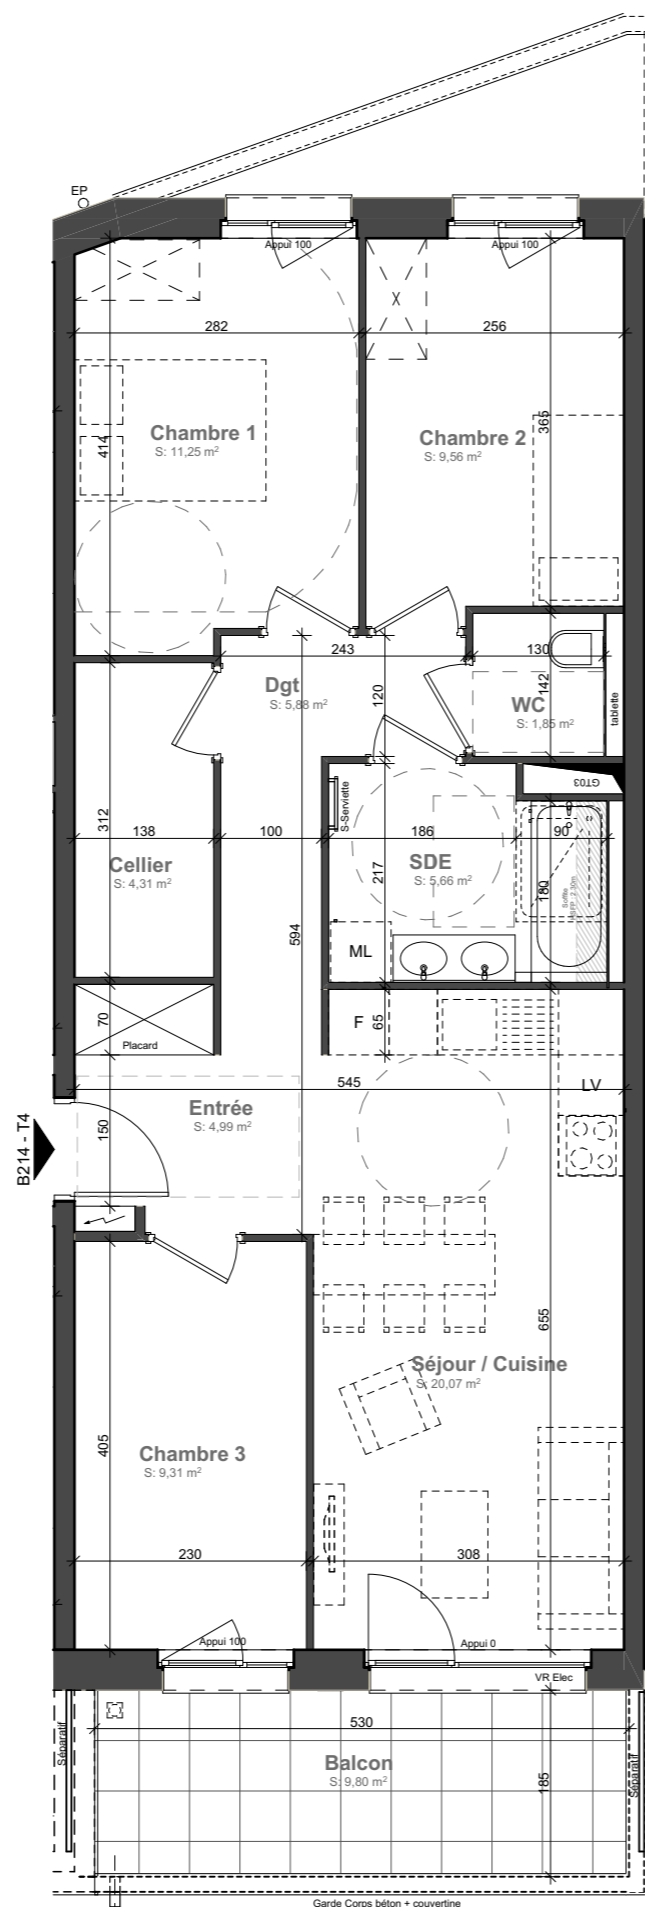 EP
Appui 100
Appui 100
282
256
414
365
Chambre 1
S: 11,25 m²
Chambre 2
S: 9,56 m²
243
130
Dgt
S: 5,88 m²
120
142
WC
S: 1,85 m²
tablette
GT03
S-Serviette
312
138
100
186
90
Cellier
S: 4,31 m²
SDE
S: 5,66 m²
217
180
Soffite
594
ML
70
Placard
F
65
545
LV
Entrée
S: 4,99 m²
150
B214 - T4
655
Séjour / Cuisine
S: 20,07 m²
405
Chambre 3
S: 9,31 m²
230
308
Appui 100
Appui 0
VR Elec
Séparatif
530
Balcon
S: 9,80 m²
185
Séparatif
Garde Corps béton + couvertine